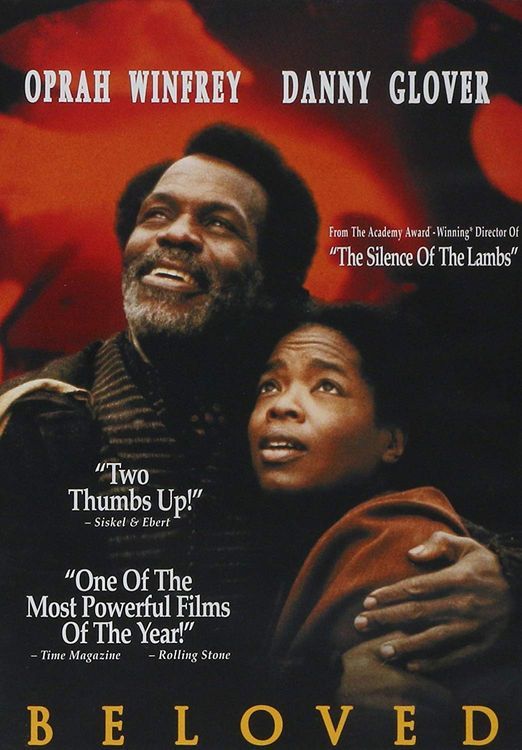 OPRAH WINFREY DANNY GLOVER
From The Academy Award®-Winning* Director Of
"The Silence Of The Lambs"
"Two
Thumbs Up!"
– Siskel & Ebert
"One Of The
Most Powerful Films
Of The Year!"
– Time Magazine – Rolling Stone
BELOVED